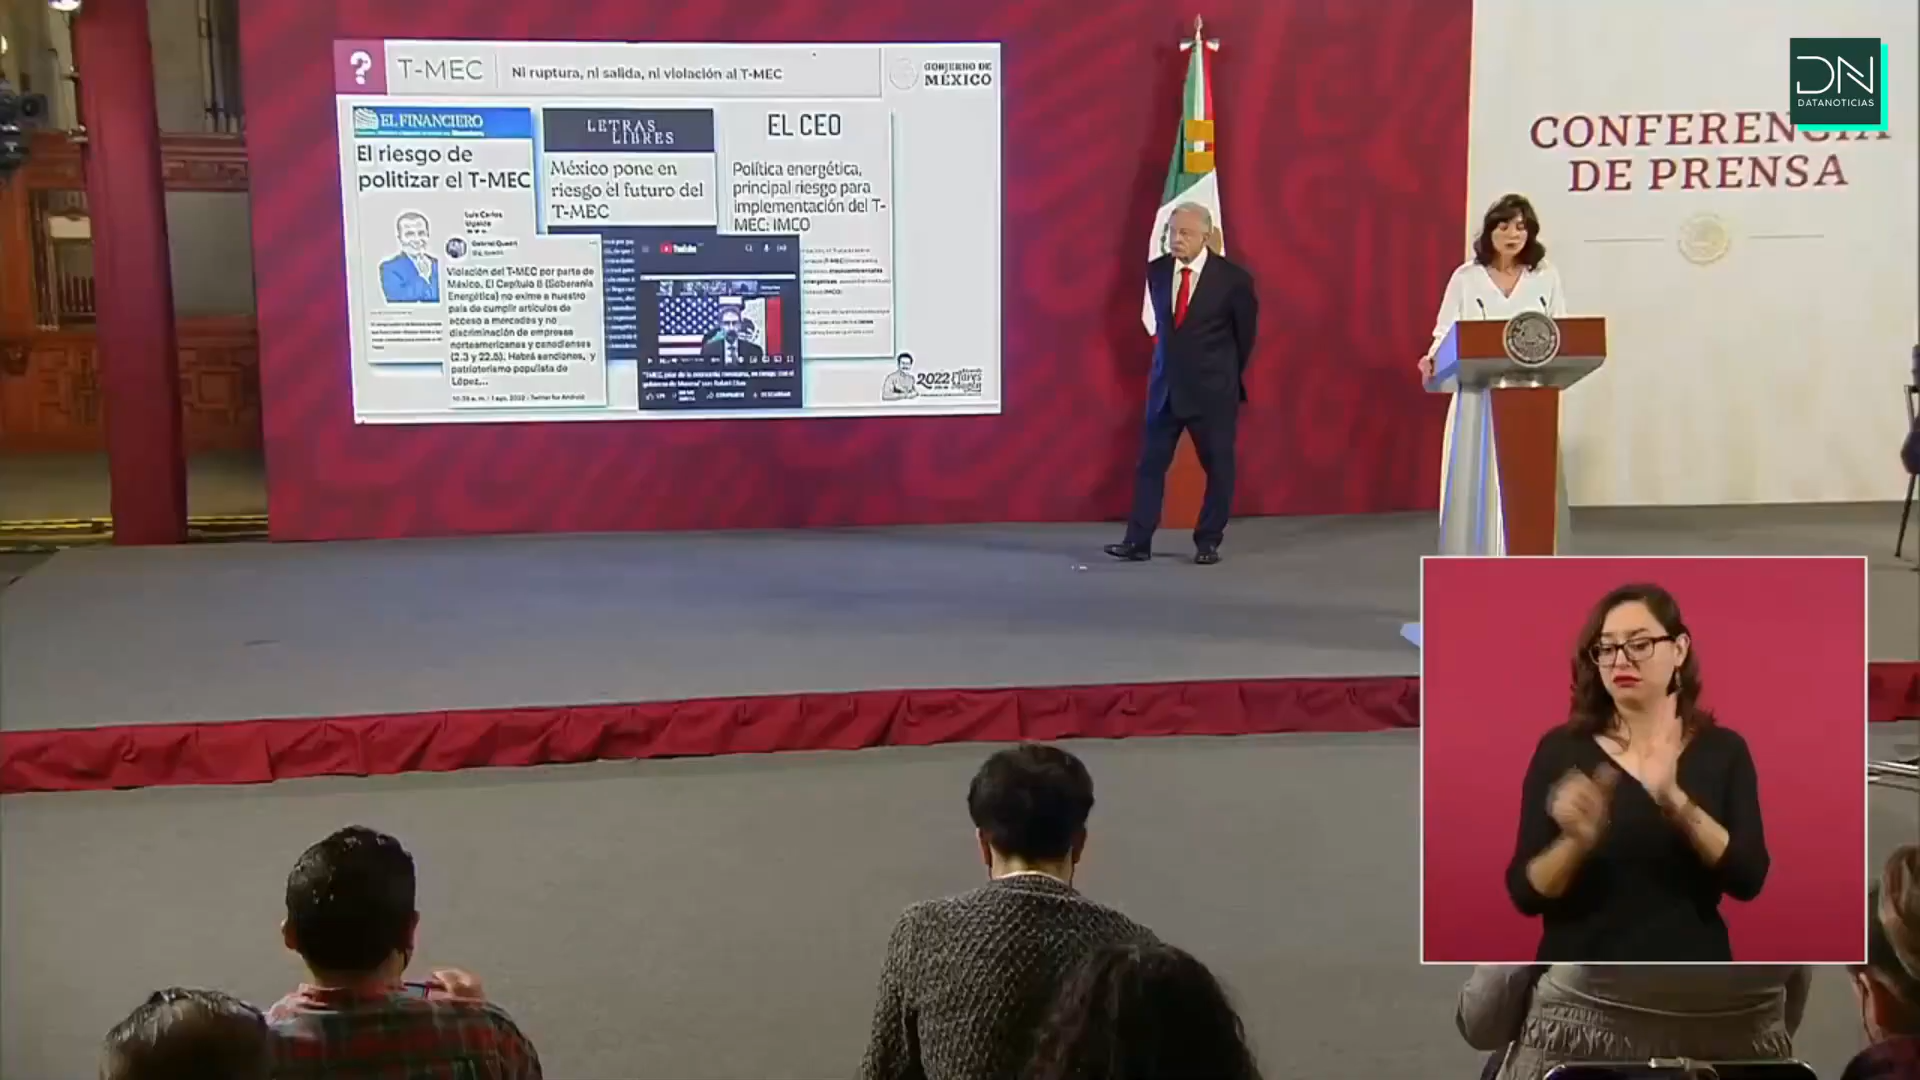 ?
T-MEC
Ni ruptura, ni salida, ni violación al T-MEC
GOBIERNO DE
MÉXICO
EL FINANCIERO
El riesgo de
politizar el T-MEC
Luis Carlos
Ugalde
LETRAS
LIBRES
México pone en
riesgo el futuro del
T-MEC
EL CEO
Política energética,
principal riesgo para
implementación del T-
MEC: IMCO
Gabriel Quadri
Violación del T-MEC por parte de
México. El Capítulo 8 (Soberanía
Energética) no exime a nuestro
país de cumplir artículos de
acceso a mercados y no
discriminación de empresas
norteamericanas y canadienses
(2.3 y 22.5). Habrá sanciones, y
patrioterismo populista de
López...
YouTube
2022 Flores
Magón
CONFERENCIA
DE PRENSA
DN
DATANOTICIAS